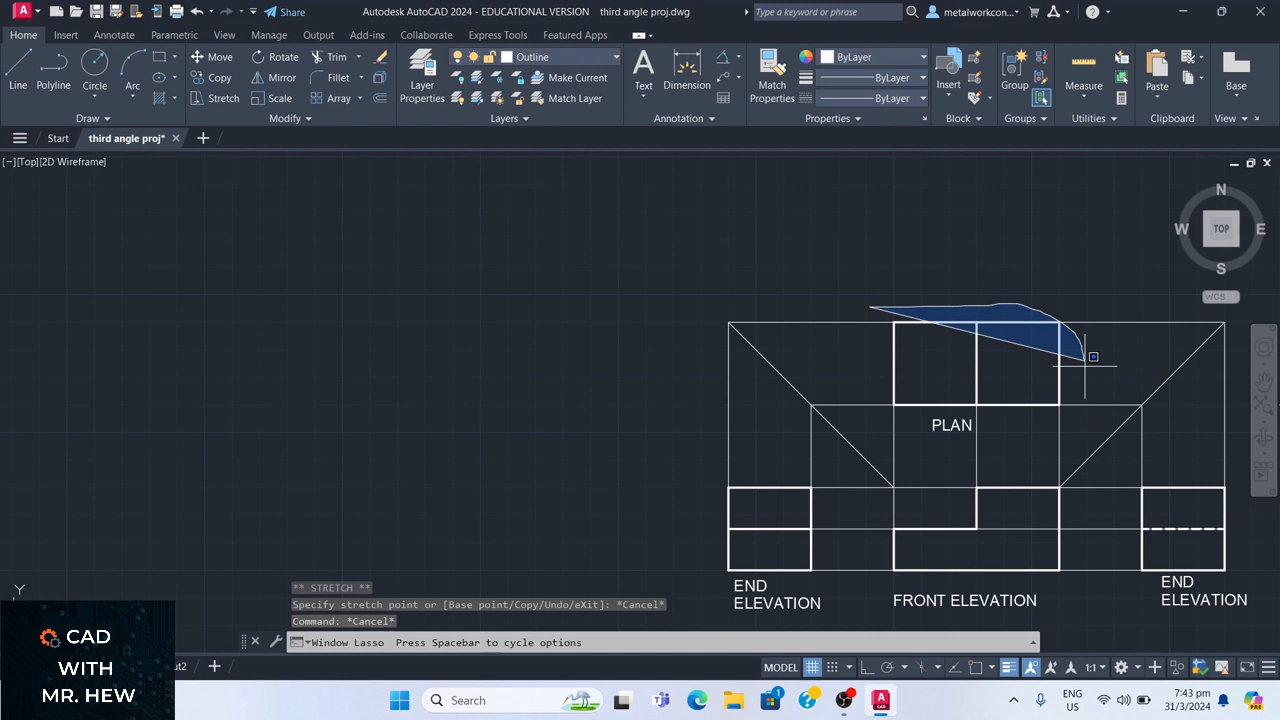 A CAD
Share
Autodesk AutoCAD 2024 - EDUCATIONAL VERSION third angle proj.dwg
Type a keyword or phrase
metalworkcon...
Home Insert Annotate Parametric View Manage Output Add-ins Collaborate Express Tools Featured Apps
Line Polyline Circle Arc
Move Rotate Trim
Copy Mirror Fillet
Stretch Scale Array
Layer Properties
Outline
Make Current
Match Layer
Text Dimension
Match Properties
ByLayer
ByLayer
ByLayer
Insert
Group
Measure
Paste
Base
Draw Modify Layers Annotation Properties Block Groups Utilities Clipboard View
Start third angle proj*
[−][Top][2D Wireframe]
N
W TOP E
S
WCS
PLAN
END
ELEVATION
FRONT ELEVATION
END
ELEVATION
Y
** STRETCH **
Specify stretch point or [Base point/Copy/Undo/eXit]: *Cancel*
Command: *Cancel*
Window Lasso Press Spacebar to cycle options
CAD
WITH
MR. HEW
MODEL
1:1
Search
ENG
US
7:43 pm
31/3/2024